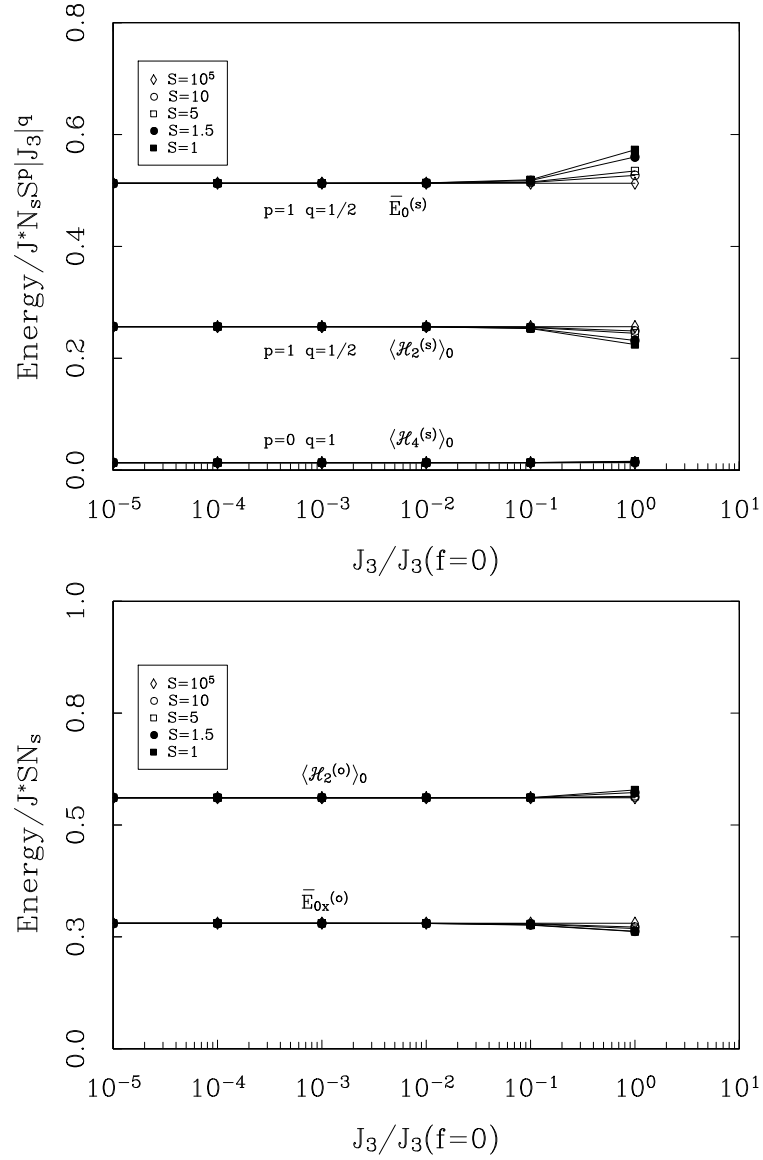 Energy/J*NₛSᵖ|J₃|^q
0.8
0.6
0.4
0.2
0.0
S=10⁵
S=10
S=5
S=1.5
S=1
p=1 q=1/2 E̅₀⁽ˢ⁾
p=1 q=1/2 ⟨ℋ₂⁽ˢ⁾⟩₀
p=0 q=1 ⟨ℋ₄⁽ˢ⁾⟩₀
10⁻⁵ 10⁻⁴ 10⁻³ 10⁻² 10⁻¹ 10⁰ 10¹
J₃/J₃(f=0)
Energy/J*SNₛ
1.0
0.8
0.5
0.3
0.0
S=10⁵
S=10
S=5
S=1.5
S=1
⟨ℋ₂⁽ᵒ⁾⟩₀
E̅₀ₓ⁽ᵒ⁾
10⁻⁵ 10⁻⁴ 10⁻³ 10⁻² 10⁻¹ 10⁰ 10¹
J₃/J₃(f=0)